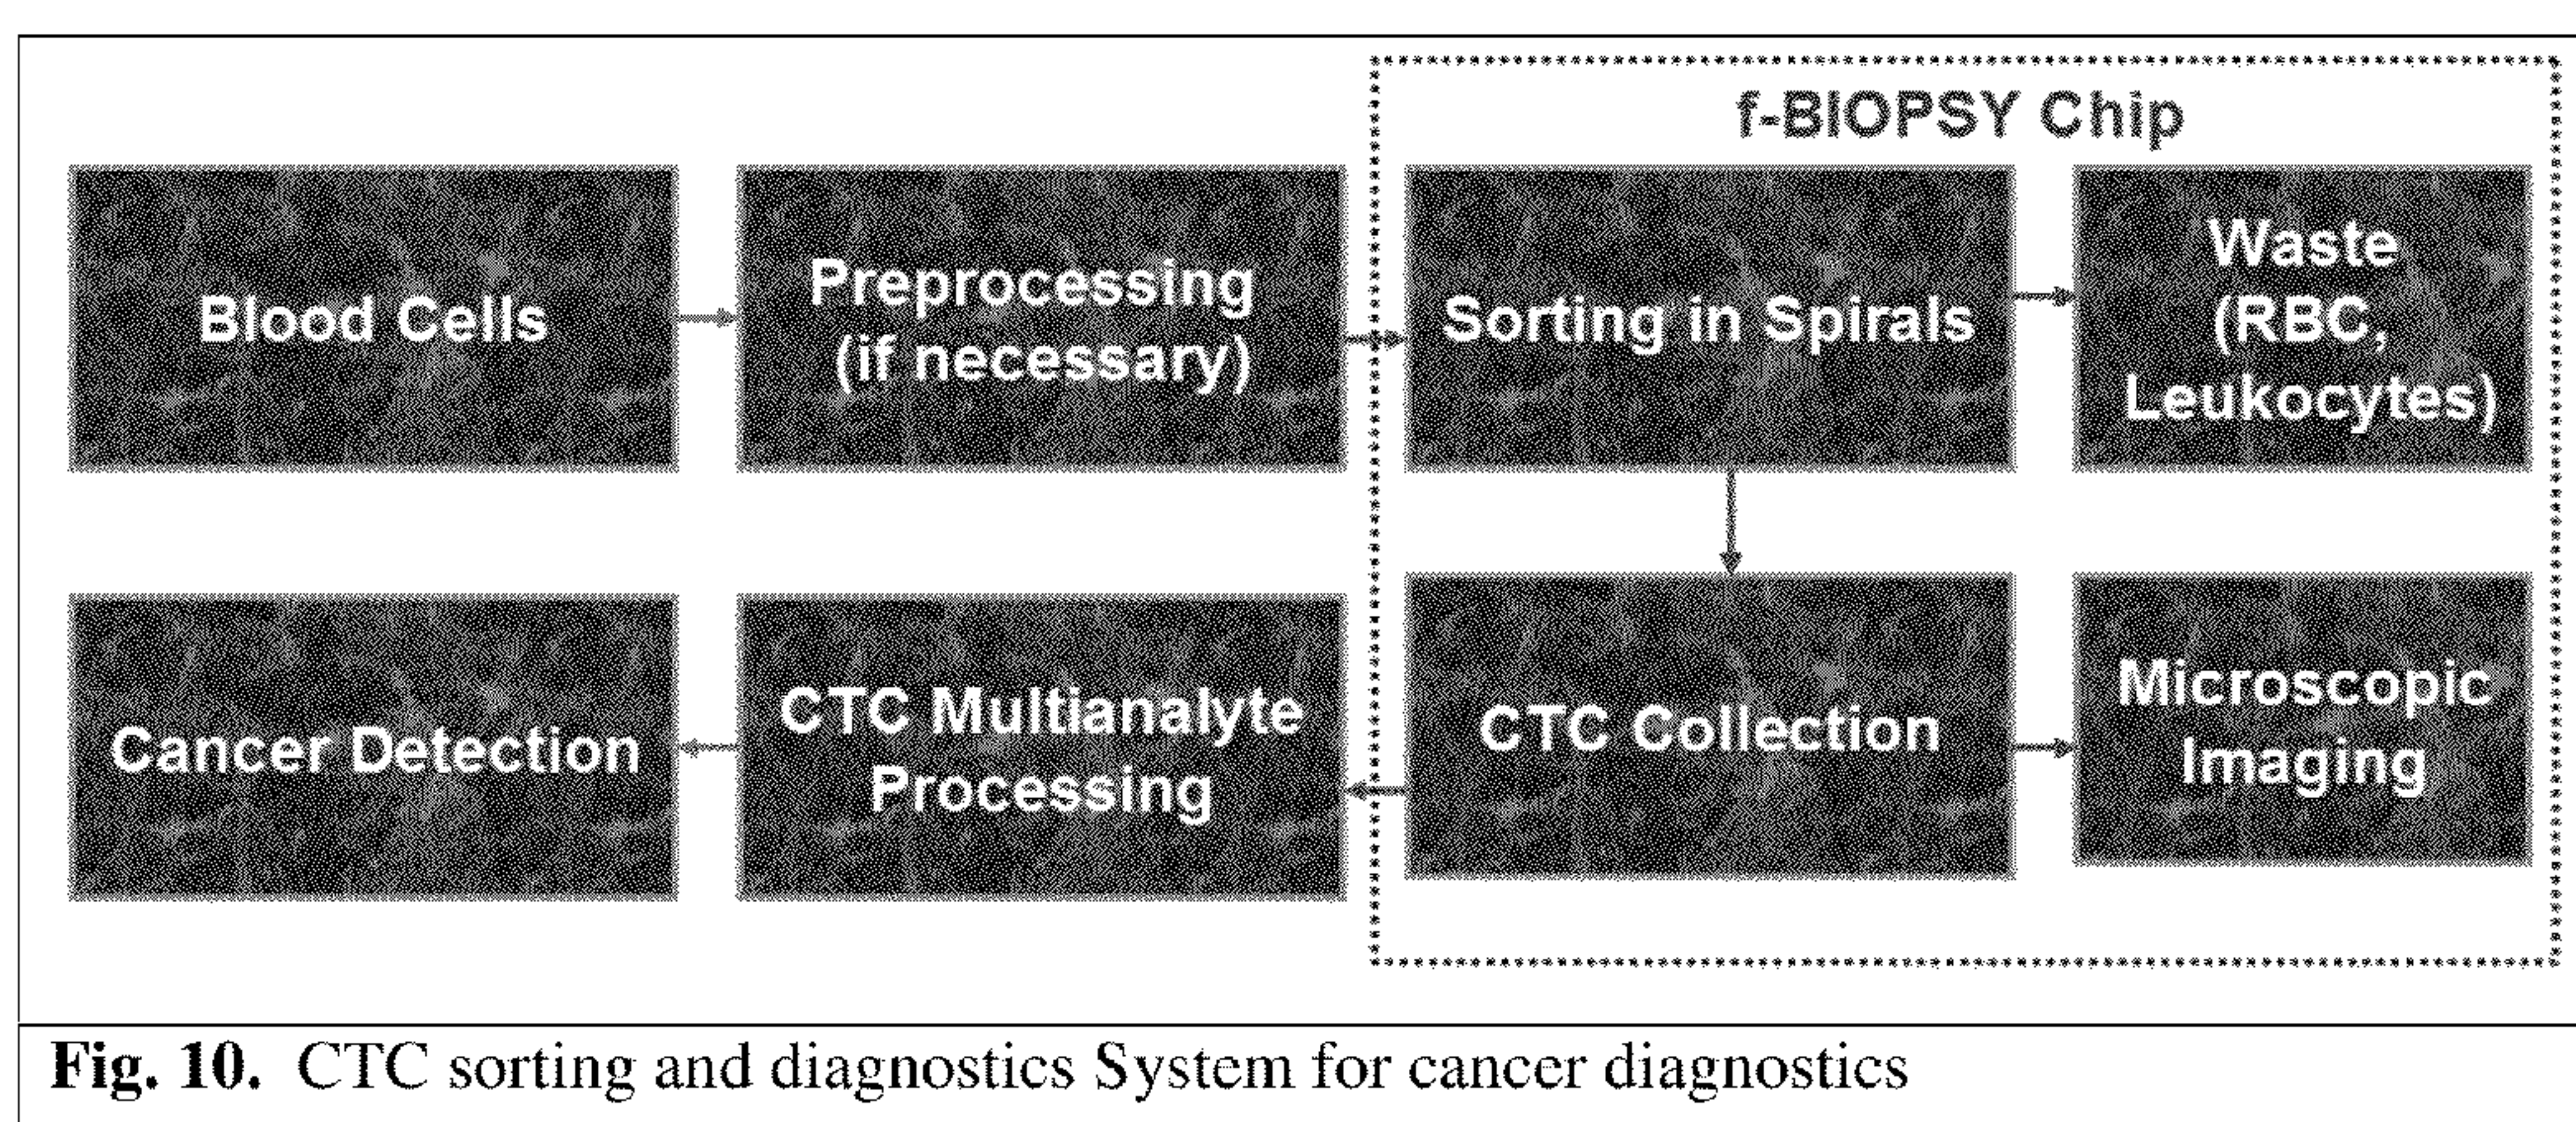 f-BIOPSY Chip
Blood Cells
Preprocessing
(if necessary)
Sorting in Spirals
Waste
(RBC,
Leukocytes)
Cancer Detection
CTC Multianalyte
Processing
CTC Collection
Microscopic
Imaging
Fig. 10. CTC sorting and diagnostics System for cancer diagnostics